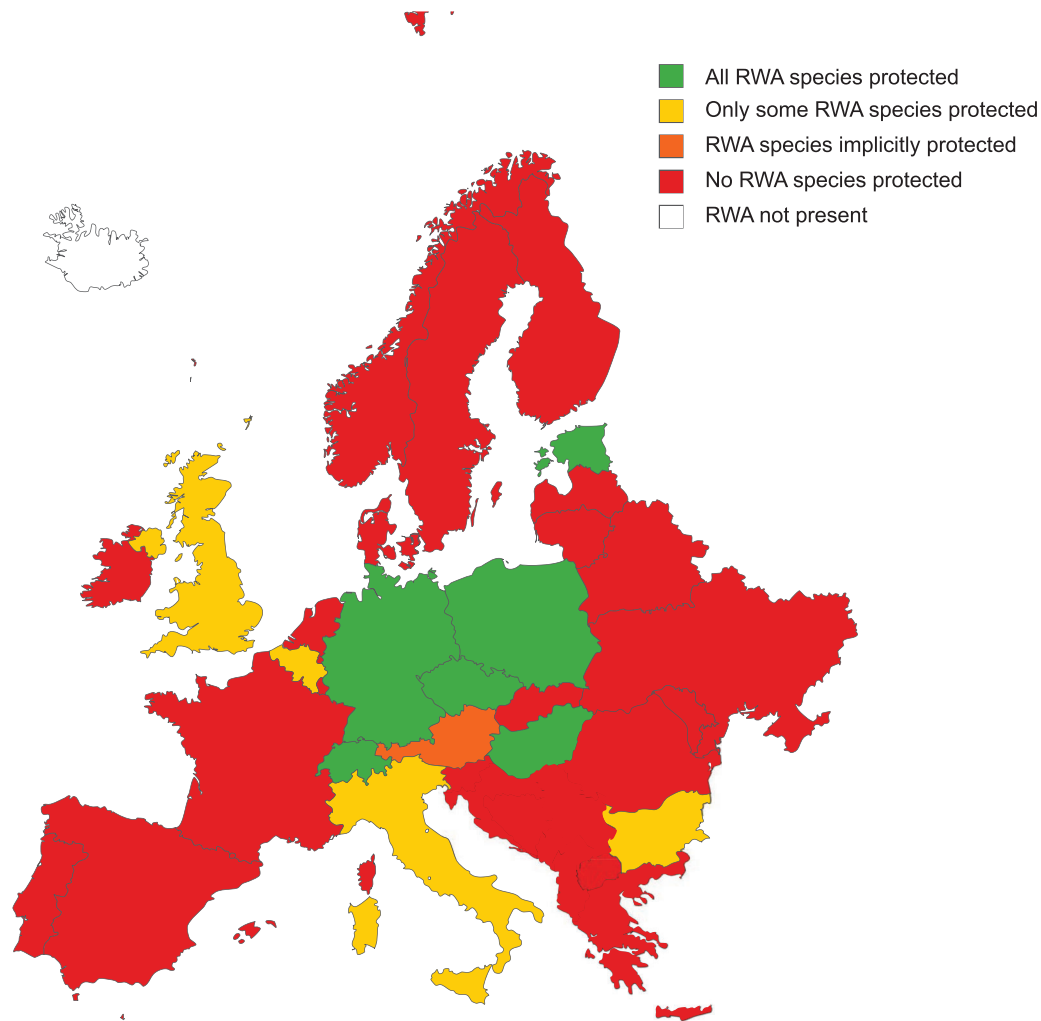 All RWA species protected
Only some RWA species protected
RWA species implicitly protected
No RWA species protected
RWA not present